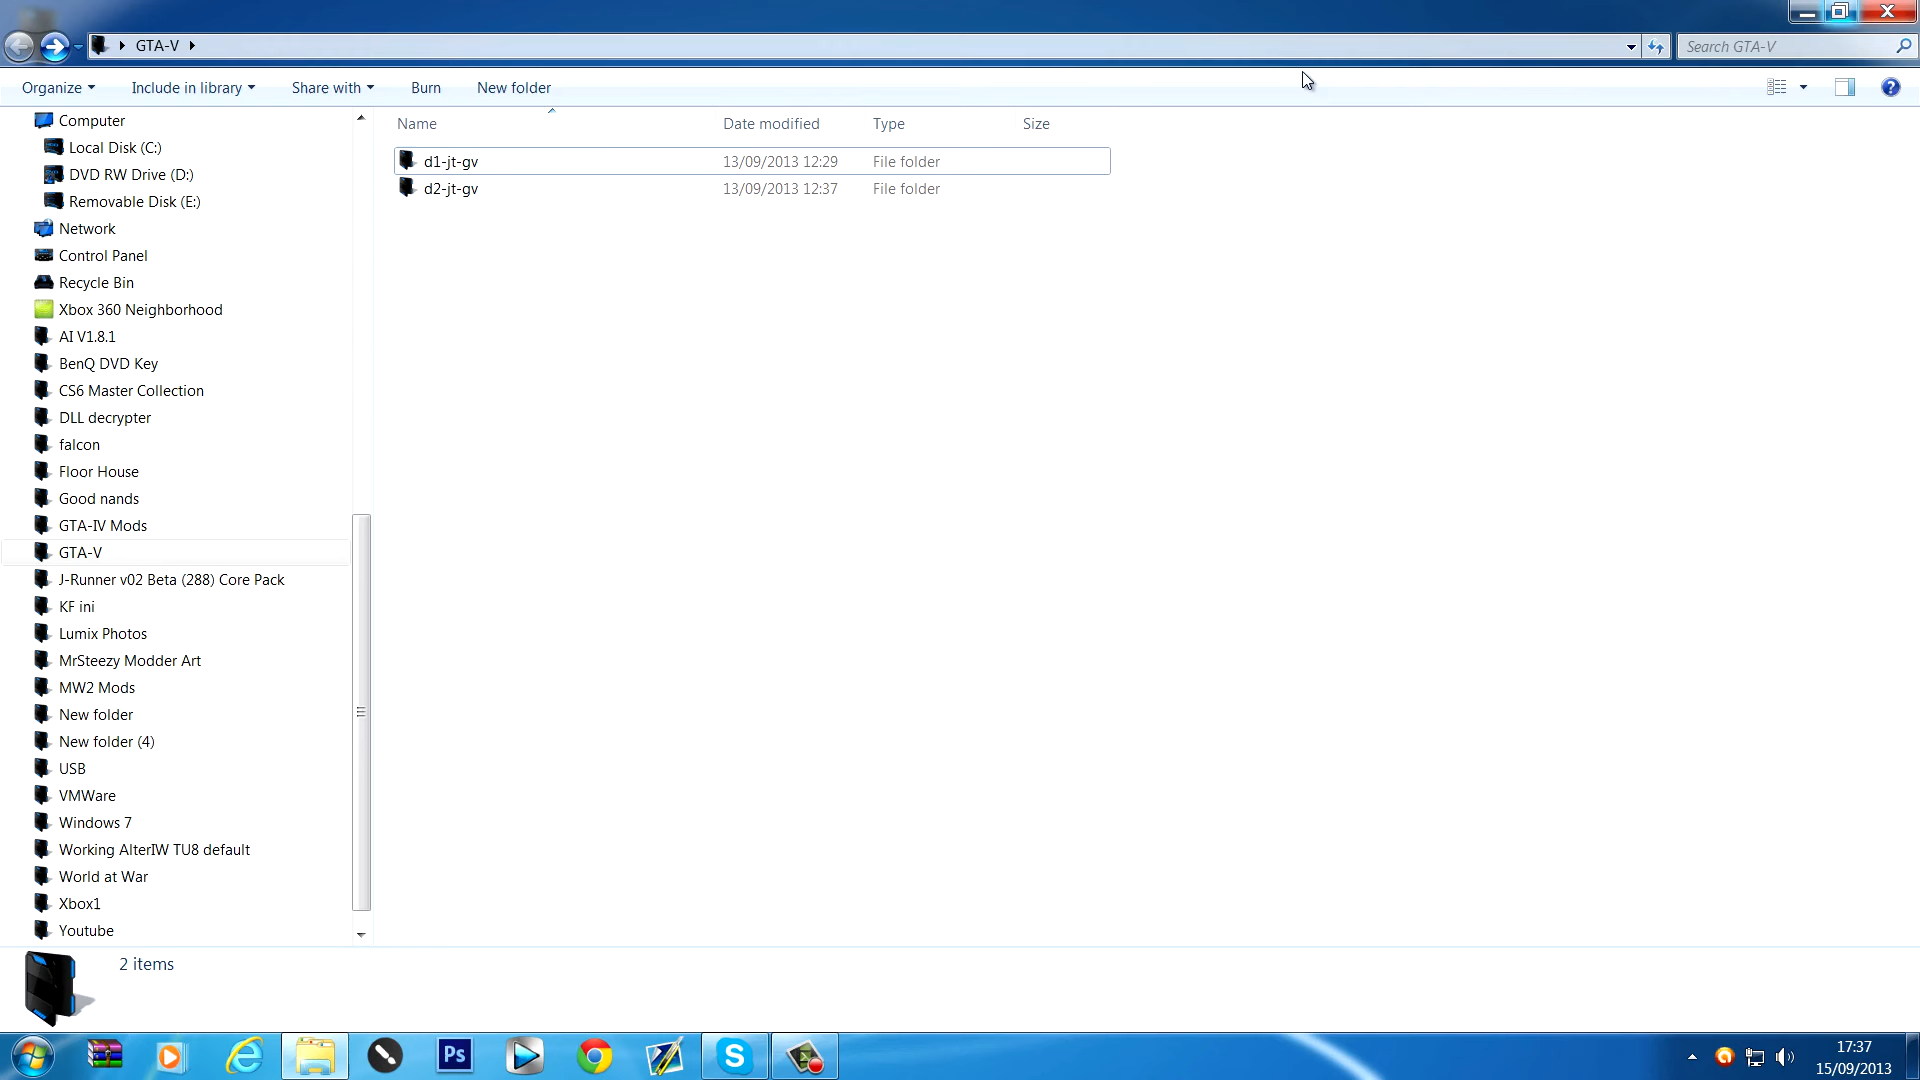 GTA-V
Search GTA-V
Organize Include in library Share with Burn New folder
Computer
Local Disk (C:)
DVD RW Drive (D:)
Removable Disk (E:)
Network
Control Panel
Recycle Bin
Xbox 360 Neighborhood
AI V1.8.1
BenQ DVD Key
CS6 Master Collection
DLL decrypter
falcon
Floor House
Good nands
GTA-IV Mods
GTA-V
J-Runner v02 Beta (288) Core Pack
KF ini
Lumix Photos
MrSteezy Modder Art
MW2 Mods
New folder
New folder (4)
USB
VMWare
Windows 7
Working AlterIW TU8 default
World at War
Xbox1
Youtube
Name Date modified Type Size
d1-jt-gv 13/09/2013 12:29 File folder
d2-jt-gv 13/09/2013 12:37 File folder
2 items
Ps
17:37
15/09/2013